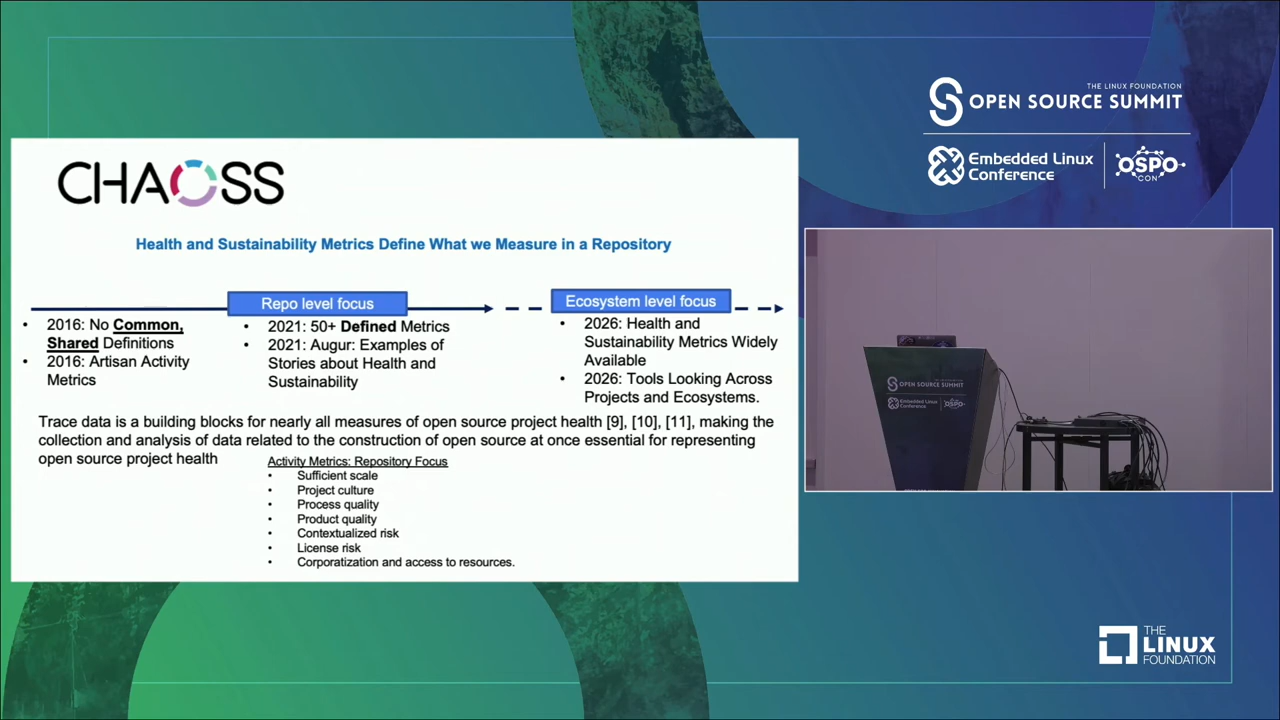 THE LINUX FOUNDATION
OPEN SOURCE SUMMIT
Embedded Linux
Conference
OSPO
CON
CHAOSS
Health and Sustainability Metrics Define What we Measure in a Repository
Repo level focus
Ecosystem level focus
• 2016: No Common,
Shared Definitions
• 2016: Artisan Activity
Metrics
• 2021: 50+ Defined Metrics
• 2021: Augur: Examples of
Stories about Health and
Sustainability
• 2026: Health and
Sustainability Metrics Widely
Available
• 2026: Tools Looking Across
Projects and Ecosystems.
Trace data is a building blocks for nearly all measures of open source project health [9], [10], [11], making the
collection and analysis of data related to the construction of open source at once essential for representing
open source project health
Activity Metrics: Repository Focus
• Sufficient scale
• Project culture
• Process quality
• Product quality
• Contextualized risk
• License risk
• Corporatization and access to resources.
OPEN SOURCE SUMMIT
Embedded Linux
Conference
OSPO
CON
THE
LINUX
FOUNDATION